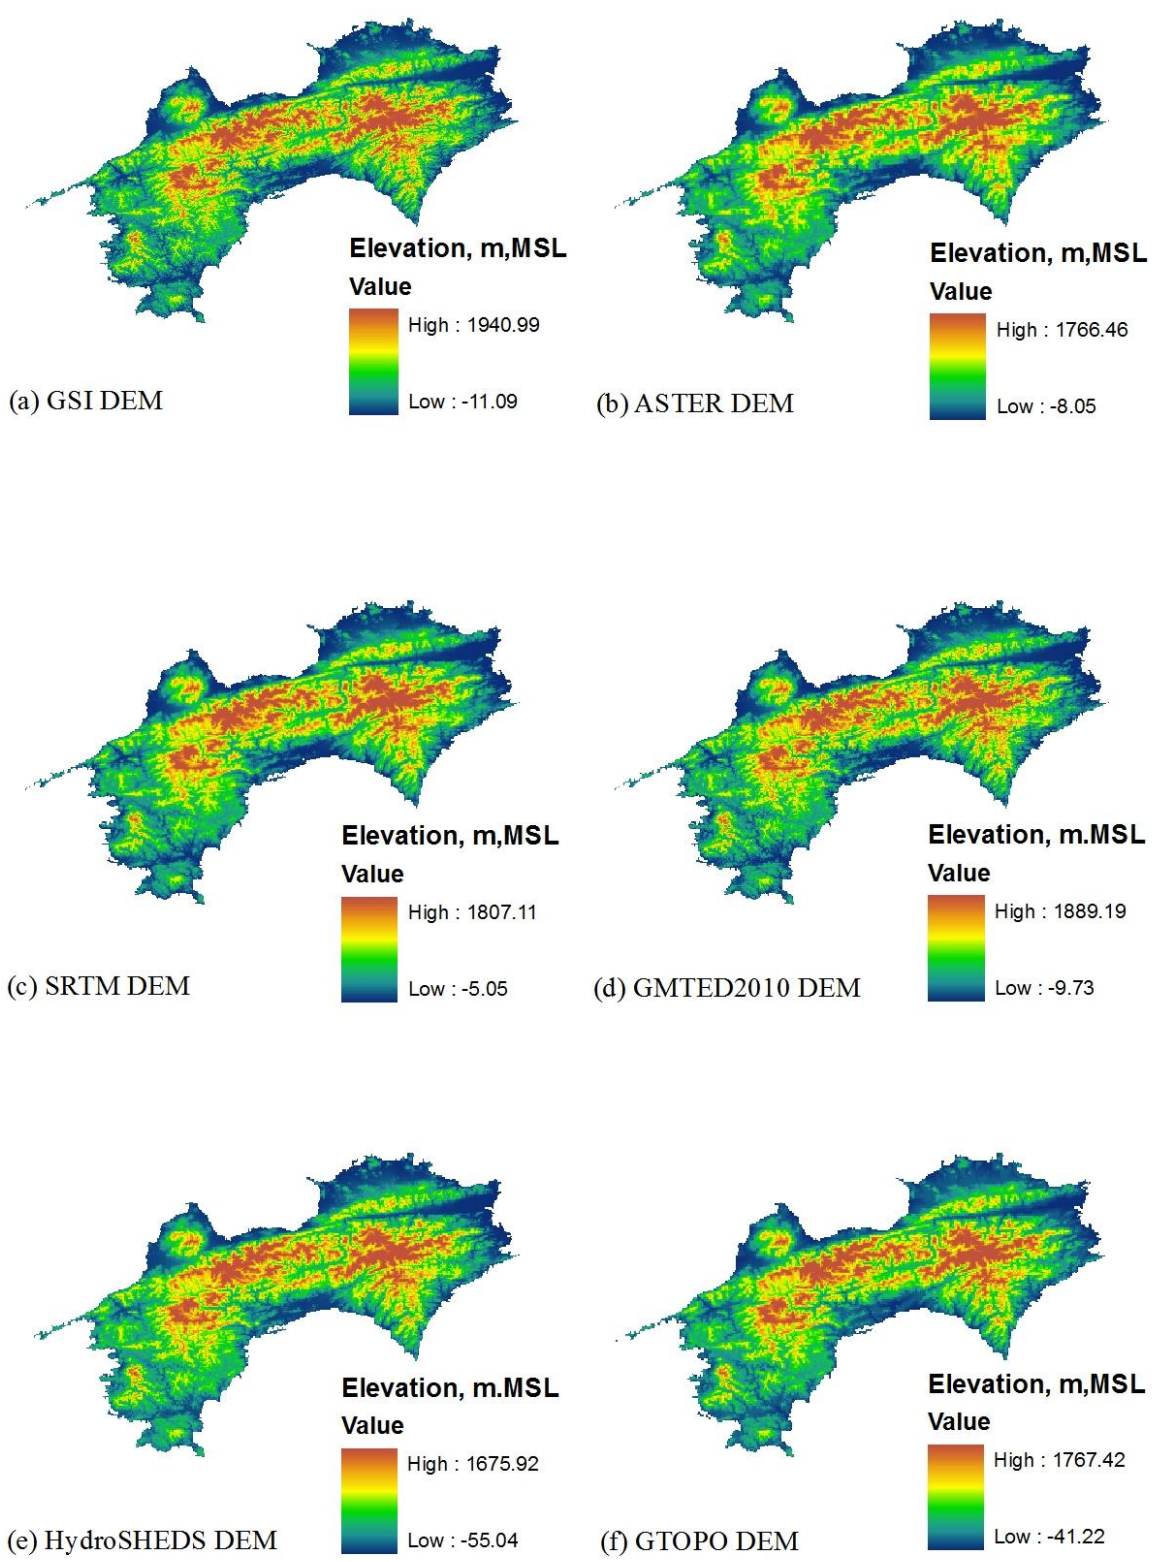 Elevation, m,MSL
Value
High : 1940.99
Low : -11.09
(a) GSI DEM
Elevation, m,MSL
Value
High : 1766.46
Low : -8.05
(b) ASTER DEM
Elevation, m,MSL
Value
High : 1807.11
Low : -5.05
(c) SRTM DEM
Elevation, m.MSL
Value
High : 1889.19
Low : -9.73
(d) GMTED2010 DEM
Elevation, m.MSL
Value
High : 1675.92
Low : -55.04
(e) HydroSHEDS DEM
Elevation, m,MSL
Value
High : 1767.42
Low : -41.22
(f) GTOPO DEM